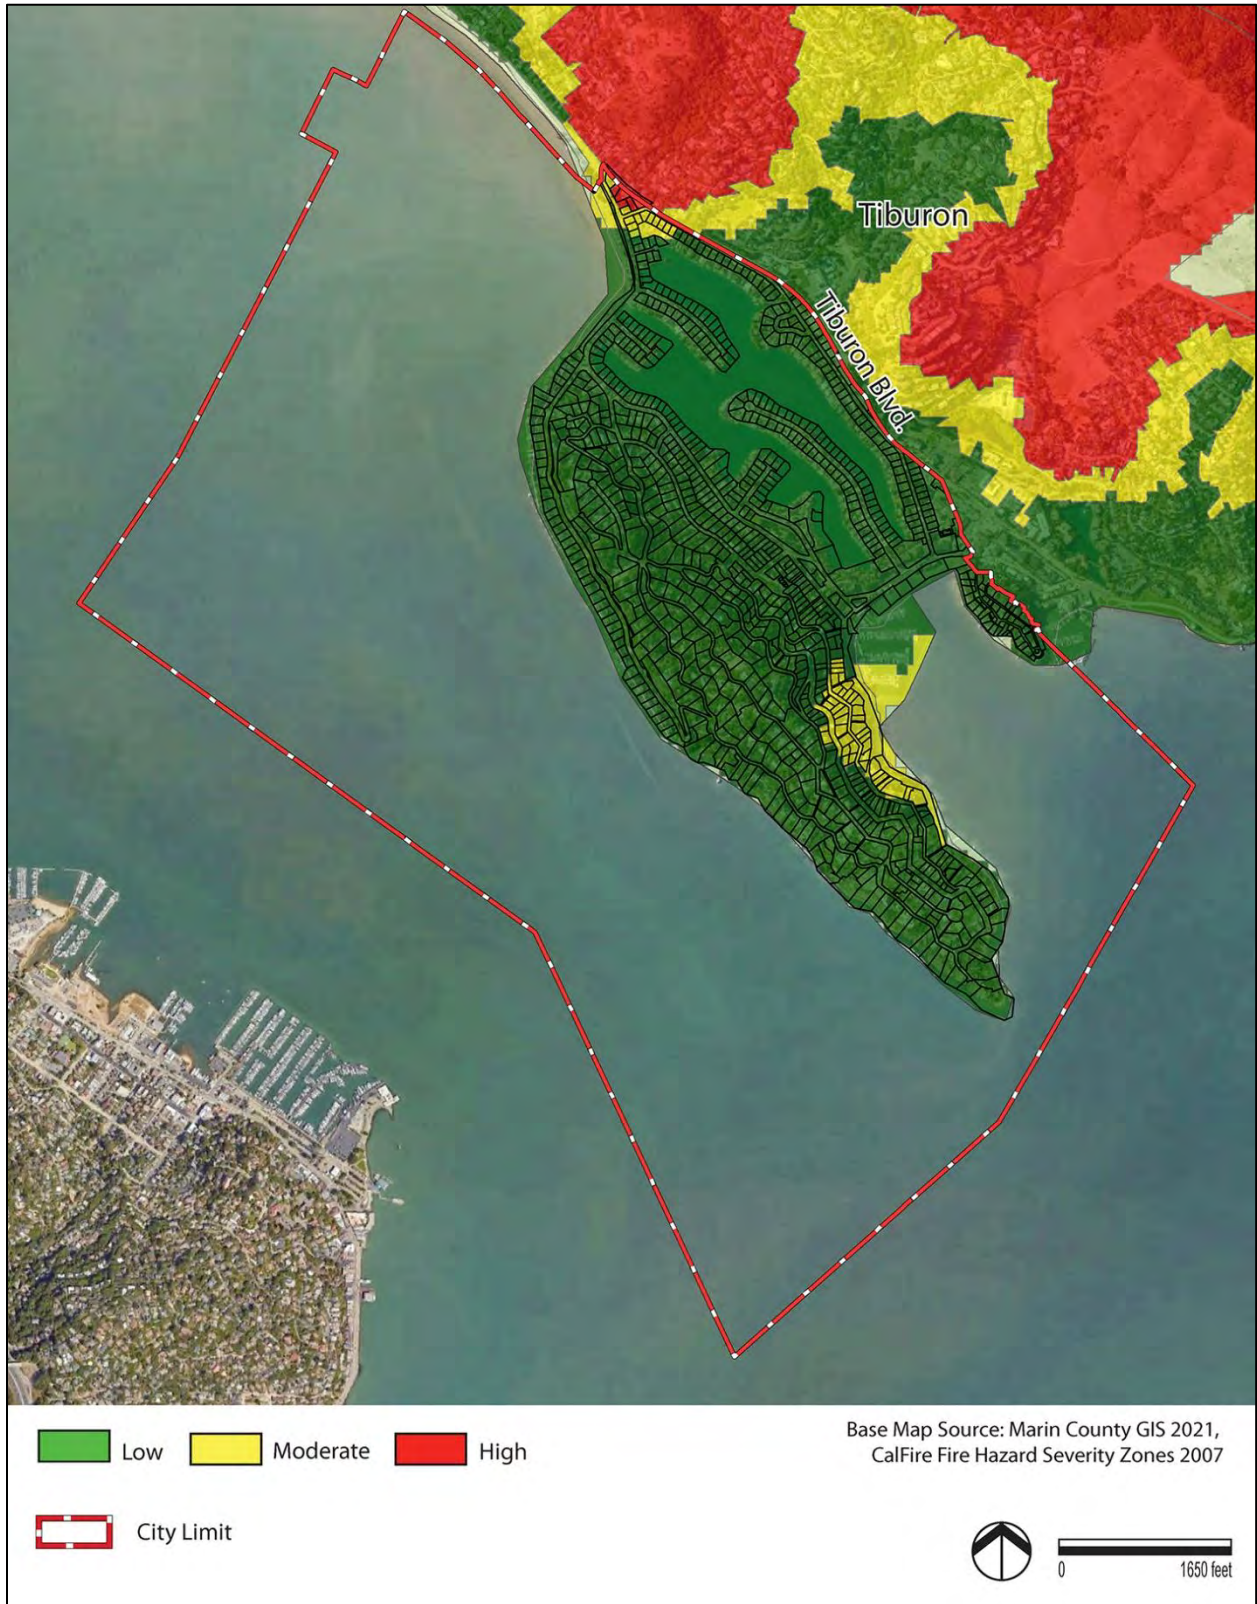 Tiburon
Tiburon Blvd.
Low
Moderate
High
Base Map Source: Marin County GIS 2021,
CalFire Fire Hazard Severity Zones 2007
City Limit
0
1650 feet